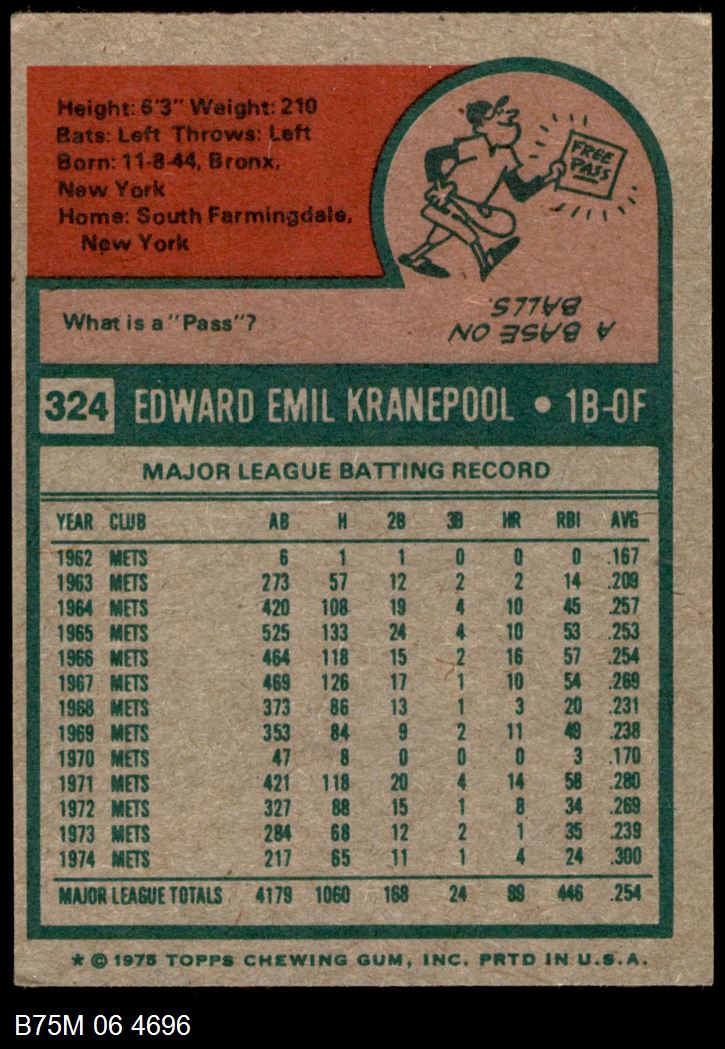 Height: 6'3" Weight: 210
Bats: Left Throws: Left
Born: 11-8-44, Bronx,
New York
Home: South Farmingdale,
New York
FREE
PASS
What is a "Pass"?
A BASE ON
BALLS.
324 EDWARD EMIL KRANEPOOL • 1B-OF
MAJOR LEAGUE BATTING RECORD
YEAR CLUB AB H 2B 3B HR RBI AVG
1962 METS 6 1 1 0 0 0 .167
1963 METS 273 57 12 2 2 14 .209
1964 METS 420 108 19 4 10 45 .257
1965 METS 525 133 24 4 10 53 .253
1966 METS 464 118 15 2 16 57 .254
1967 METS 469 126 17 1 10 54 .269
1968 METS 373 86 13 1 3 20 .231
1969 METS 353 84 9 2 11 49 .238
1970 METS 47 8 0 0 0 3 .170
1971 METS 421 118 20 4 14 58 .280
1972 METS 327 88 15 1 8 34 .269
1973 METS 284 68 12 2 1 35 .239
1974 METS 217 65 11 1 4 24 .300
MAJOR LEAGUE TOTALS 4179 1060 168 24 89 446 .254
* © 1975 TOPPS CHEWING GUM, INC. PRTD IN U.S.A.
B75M 06 4696